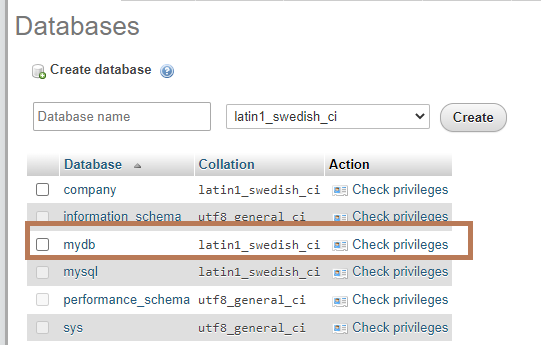 Databases
Create database
Database name latin1_swedish_ci Create
Database Collation Action
company latin1_swedish_ci Check privileges
information_schema utf8_general_ci Check privileges
mydb latin1_swedish_ci Check privileges
mysql latin1_swedish_ci Check privileges
performance_schema utf8_general_ci Check privileges
sys utf8_general_ci Check privileges